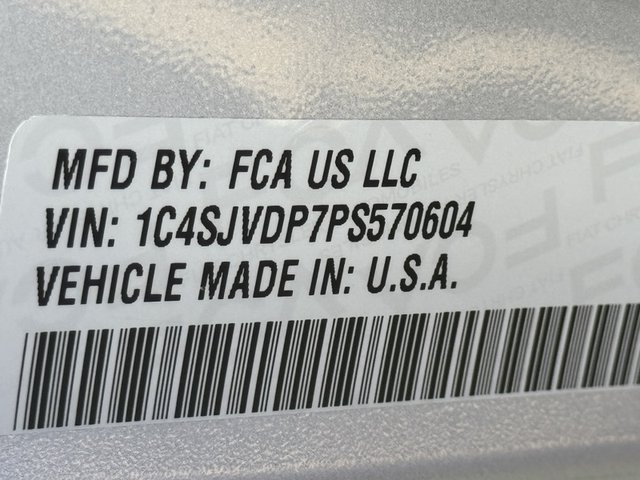 MFD BY: FCA US LLC
VIN: 1C4SJVDP7PS570604
VEHICLE MADE IN: U.S.A.